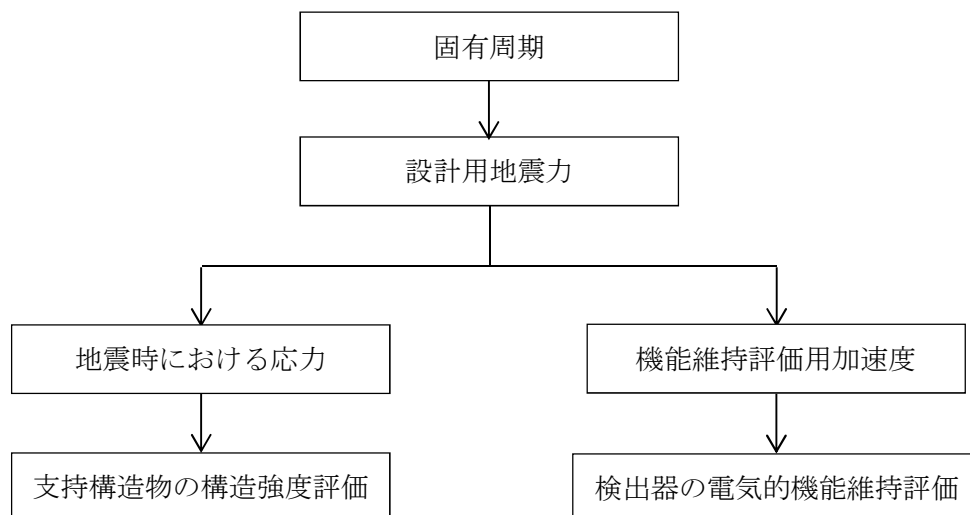 固有周期
設計用地震力
地震時における応力
機能維持評価用加速度
支持構造物の構造強度評価
検出器の電気的機能維持評価